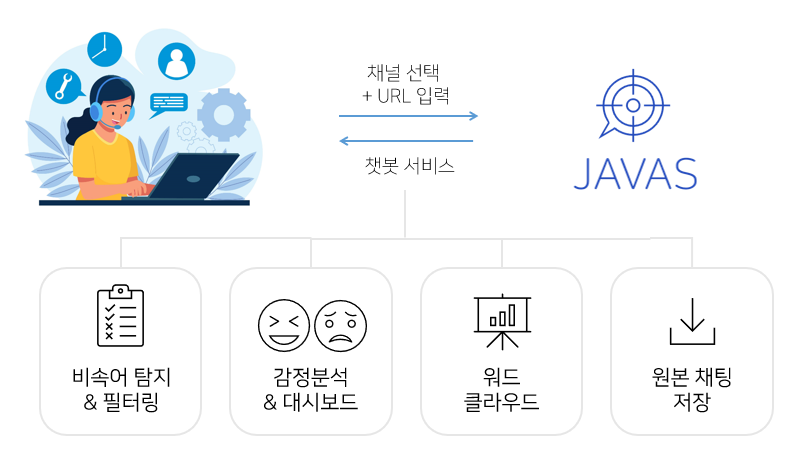 채널 선택
+ URL 입력
챗봇 서비스
JAVAS
비속어 탐지
& 필터링
감정분석
& 대시보드
워드
클라우드
원본 채팅
저장